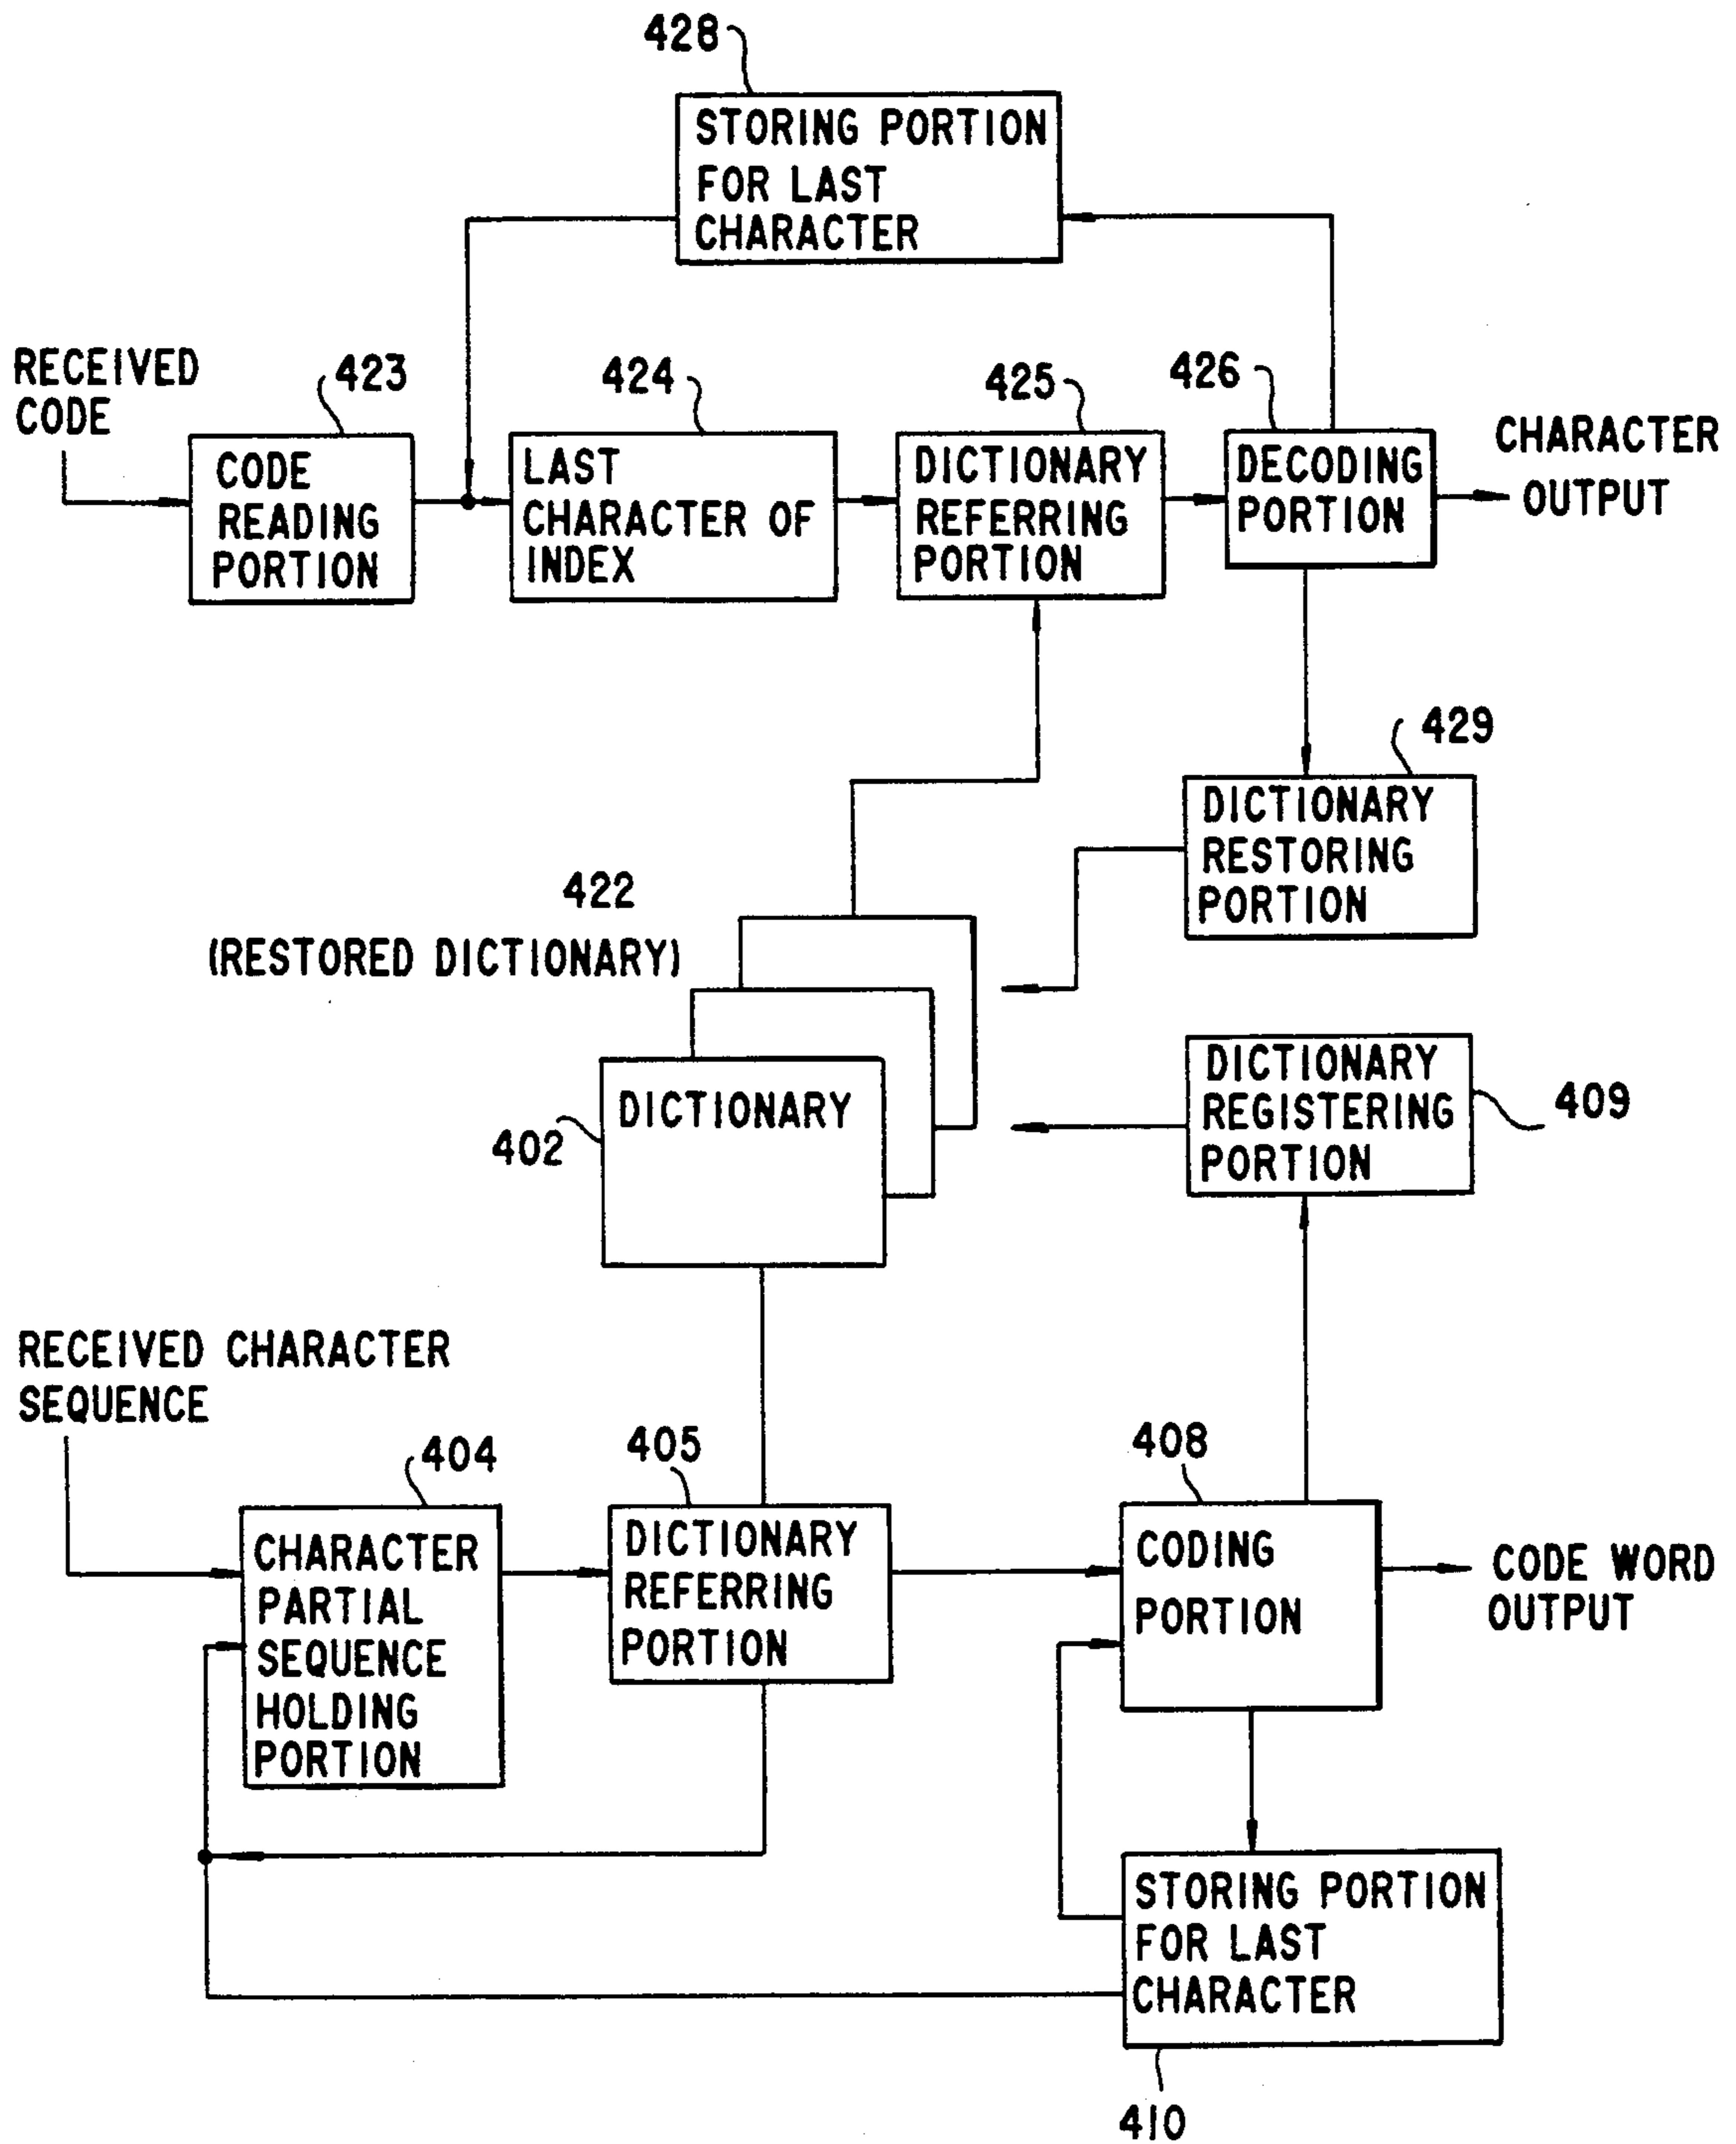 428
STORING PORTION
FOR LAST
CHARACTER
RECEIVED
CODE
423
CODE
READING
PORTION
424
LAST
CHARACTER OF
INDEX
425
DICTIONARY
REFERRING
PORTION
426
DECODING
PORTION
CHARACTER
OUTPUT
429
DICTIONARY
RESTORING
PORTION
422
(RESTORED DICTIONARY)
DICTIONARY
402
DICTIONARY
REGISTERING
PORTION
409
RECEIVED CHARACTER
SEQUENCE
404
CHARACTER
PARTIAL
SEQUENCE
HOLDING
PORTION
405
DICTIONARY
REFERRING
PORTION
408
CODING
PORTION
CODE WORD
OUTPUT
STORING PORTION
FOR LAST
CHARACTER
410